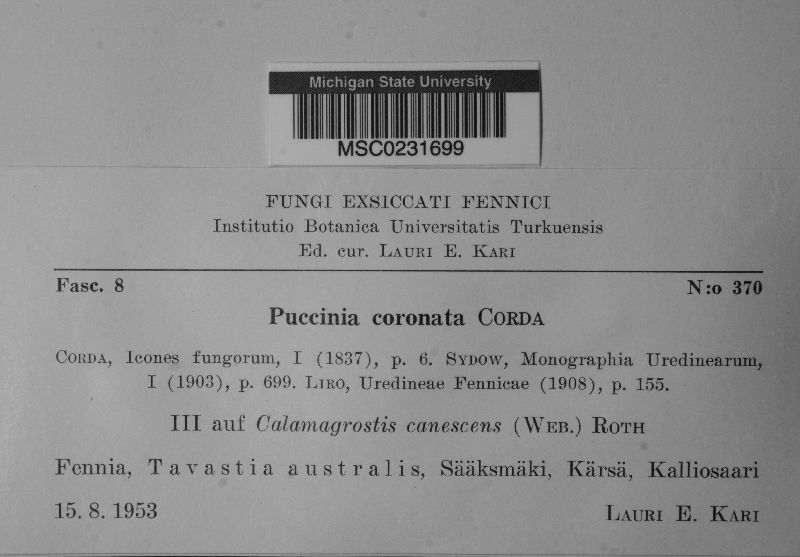 Michigan State University
MSC0231699
FUNGI EXSICCATI FENNICI
Institutio Botanica Universitatis Turkuensis
Ed. cur. LAURI E. KARI
Fasc. 8 N:o 370
Puccinia coronata CORDA
CORDA, Icones fungorum, I (1837), p. 6. SYDOW, Monographia Uredinearum,
I (1903), p. 699. LIRO, Uredineae Fennicae (1908), p. 155.
III auf Calamagrostis canescens (WEB.) ROTH
Fennia, Tavastia australis, Sääksmäki, Kärsä, Kalliosaari
15. 8. 1953 LAURI E. KARI